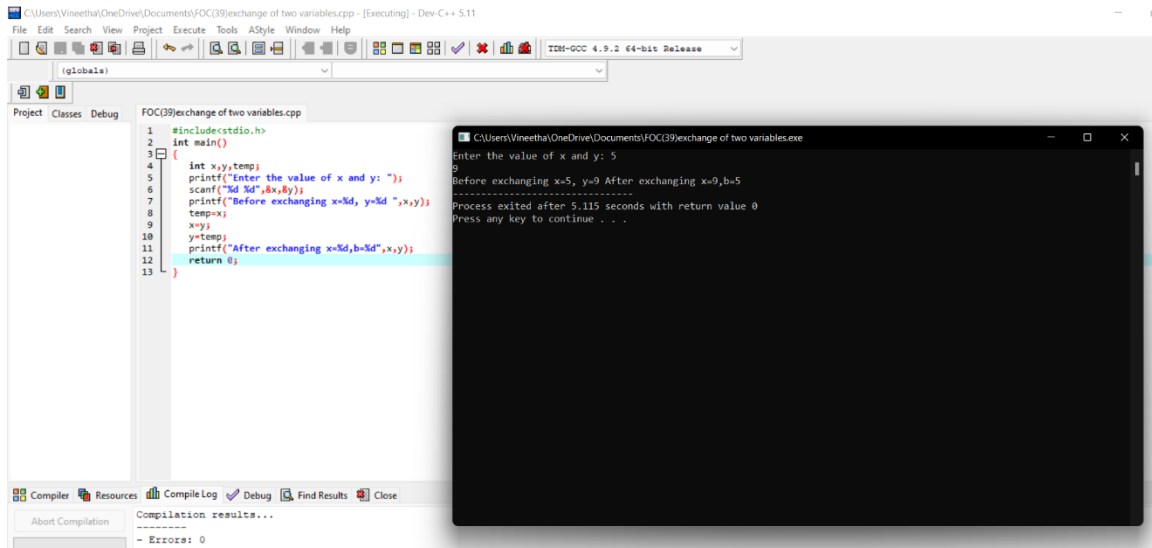 C:\Users\Vineetha\OneDrive\Documents\FOC(39)exchange of two variables.cpp - [Executing] - Dev-C++ 5.11
File Edit Search View Project Execute Tools AStyle Window Help
TDM-GCC 4.9.2 64-bit Release
(globals)
Project Classes Debug
FOC(39)exchange of two variables.cpp
1 #include<stdio.h>
2 int main()
3 {
4 int x,y,temp;
5 printf("Enter the value of x and y: ");
6 scanf("%d %d",&x,&y);
7 printf("Before exchanging x=%d, y=%d ",x,y);
8 temp=x;
9 x=y;
10 y=temp;
11 printf("After exchanging x=%d,b=%d",x,y);
12 return 0;
13 }
C:\Users\Vineetha\OneDrive\Documents\FOC(39)exchange of two variables.exe
Enter the value of x and y: 5
9
Before exchanging x=5, y=9 After exchanging x=9,b=5
--------------------------------
Process exited after 5.115 seconds with return value 0
Press any key to continue . . .
Compiler Resources Compile Log Debug Find Results Close
Abort Compilation
Compilation results...
--------
- Errors: 0